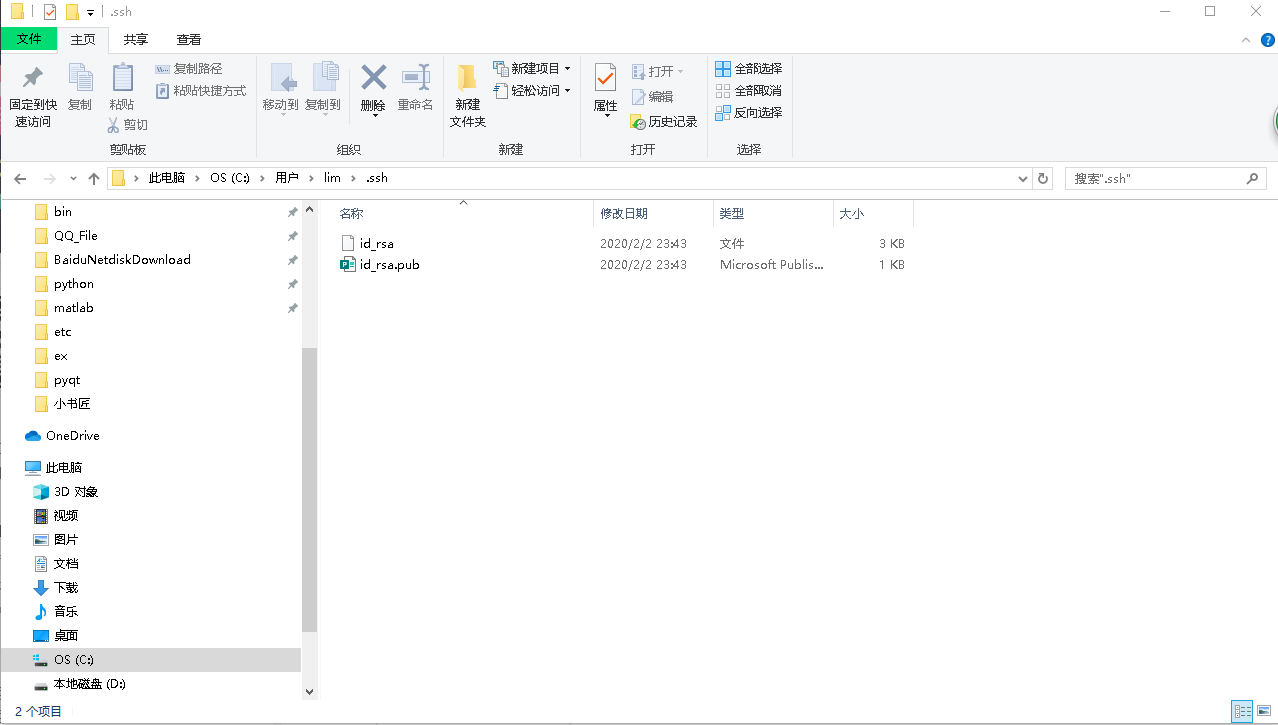 .ssh
文件 主页 共享 查看
固定到快速访问
复制
粘贴
复制路径
粘贴快捷方式
剪切
剪贴板
移动到 复制到 删除 重命名
组织
新建文件夹
新建项目
轻松访问
新建
属性
打开
编辑
历史记录
打开
全部选择
全部取消
反向选择
选择
此电脑 > OS (C:) > 用户 > lim > .ssh
搜索".ssh"
bin
QQ_File
BaiduNetdiskDownload
python
matlab
etc
ex
pyqt
小书匠
OneDrive
此电脑
3D 对象
视频
图片
文档
下载
音乐
桌面
OS (C:)
本地磁盘 (D:)
名称 修改日期 类型 大小
id_rsa 2020/2/2 23:43 文件 3 KB
id_rsa.pub 2020/2/2 23:43 Microsoft Publis... 1 KB
2 个项目